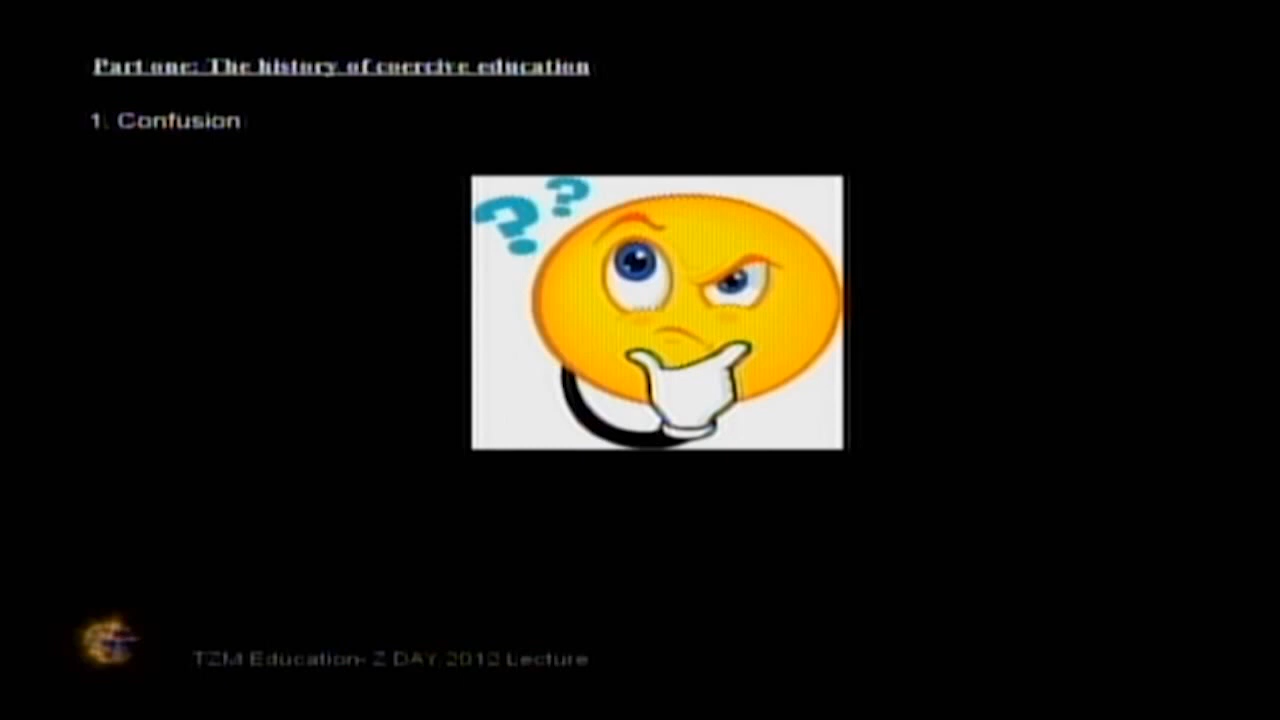 Part one: The history of coercive education
1. Confusion
? ?
TZM Education- Z DAY 2012 Lecture